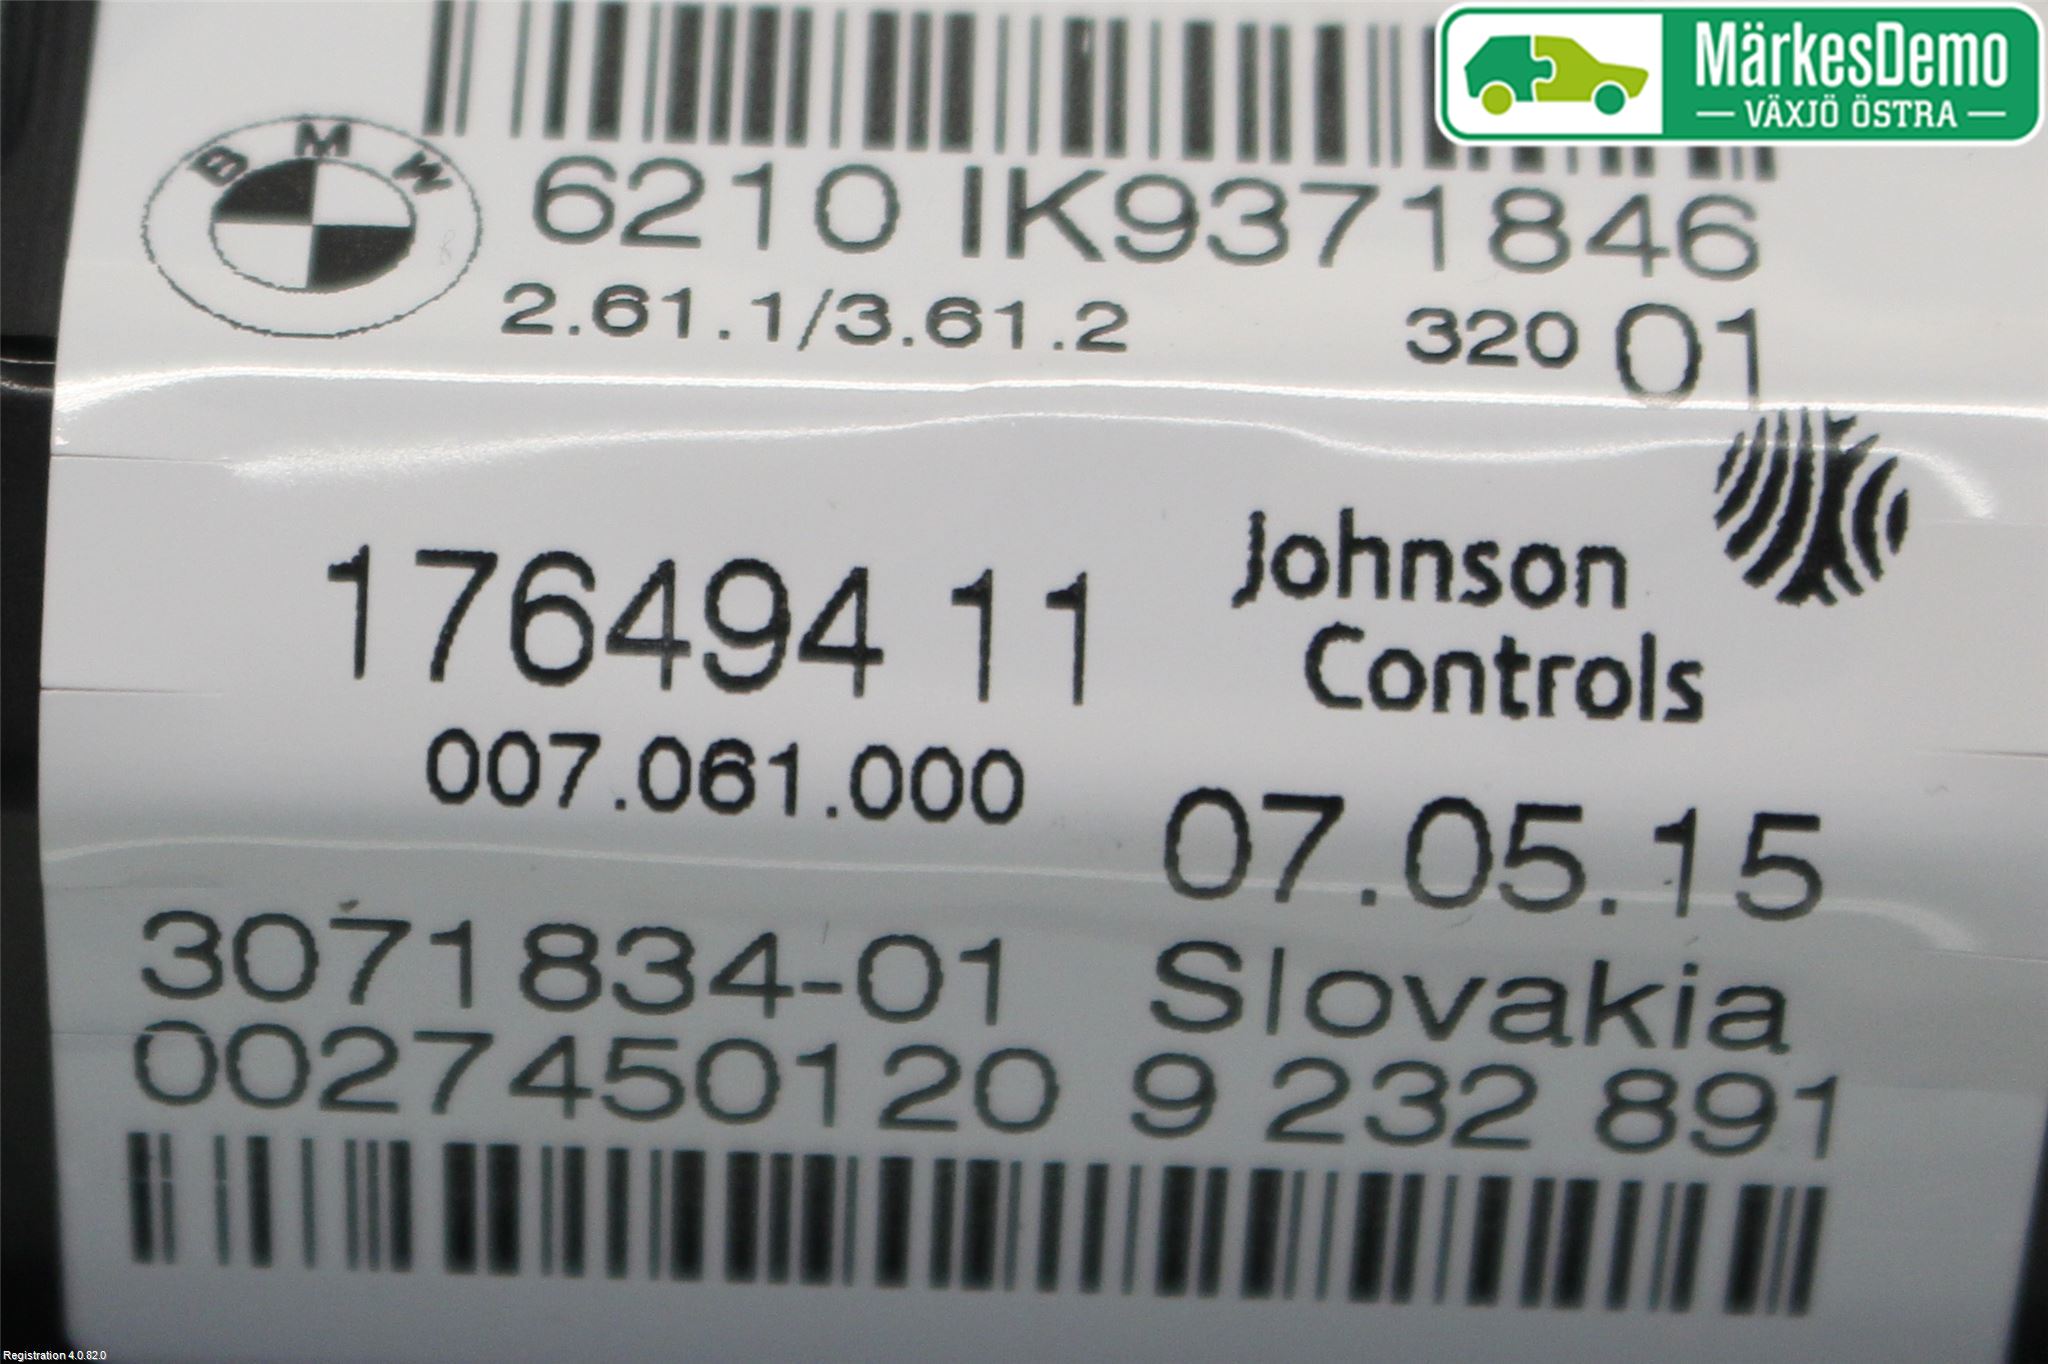 MärkesDemo
VÄXJÖ ÖSTRA
BMW
6210 IK9371846
2.61.1/3.61.2 320 01
Johnson
Controls
176494 11
007.061.000
07.05.15
3071834-01 Slovakia
0027450120 9 232 891
Registration 4.0.82.0